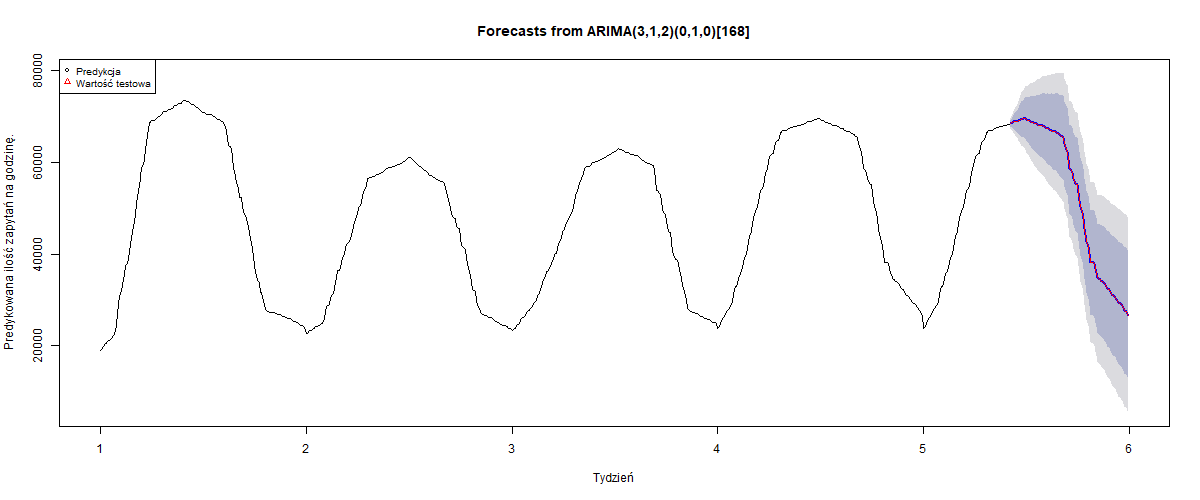 Forecasts from ARIMA(3,1,2)(0,1,0)[168]
Predykcja
Wartość testowa
Predykowana ilość zapytań na godzinę.
80000
60000
40000
20000
1 2 3 4 5 6
Tydzień